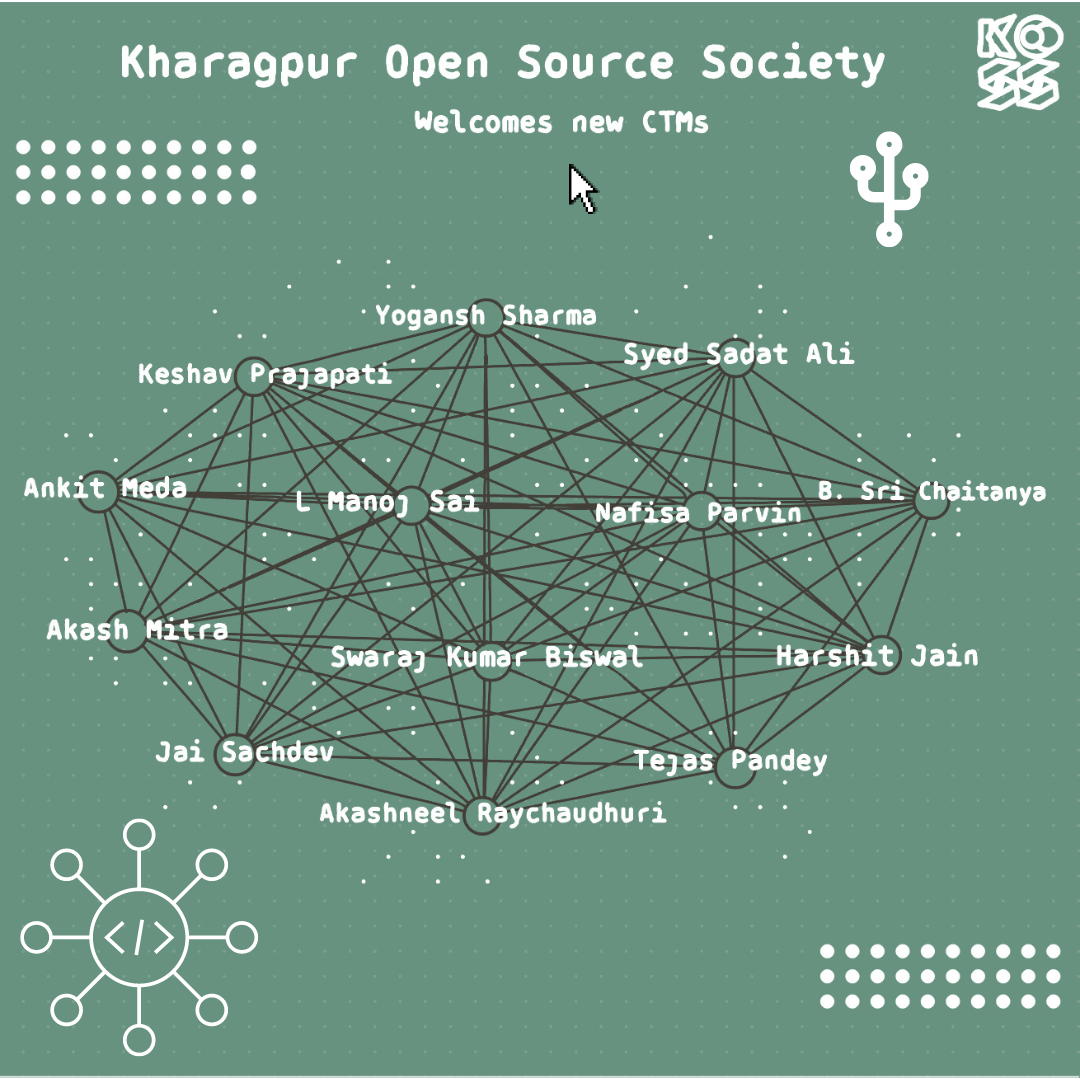 Kharagpur Open Source Society
KOSS
Welcomes new CTMs
Yogansh Sharma
Syed Sadat Ali
Keshav Prajapati
Ankit Meda
L Manoj Sai
Nafisa Parvin
B. Sri Chaitanya
Akash Mitra
Swaraj Kumar Biswal
Harshit Jain
Jai Sachdev
Tejas Pandey
Akashneel Raychaudhuri
</>